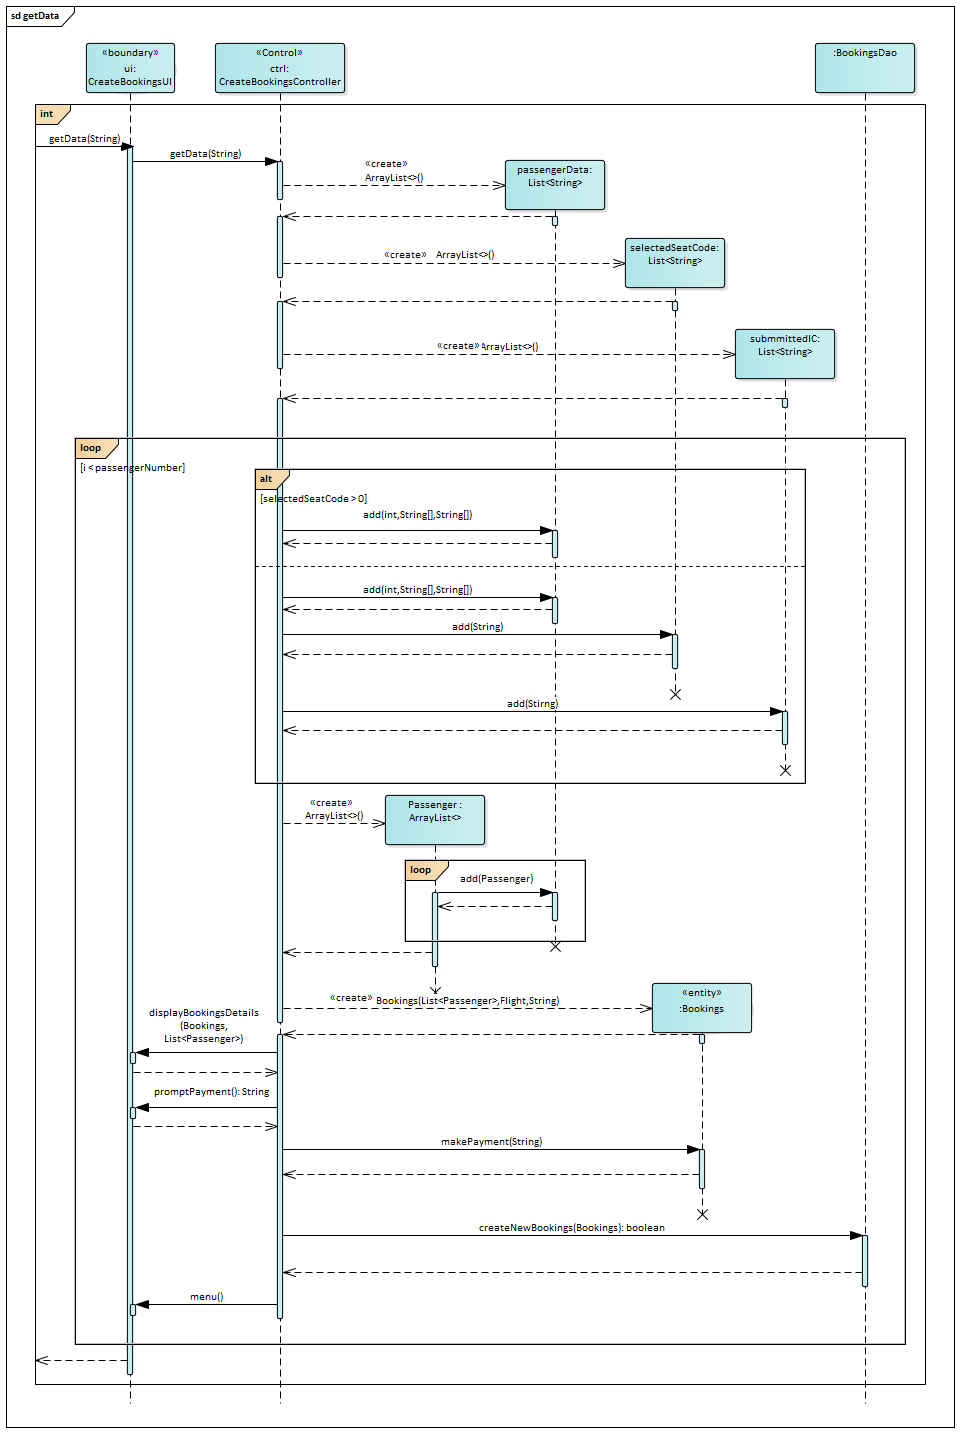 sd getData
«boundary»
ui:
CreateBookingsUI
«Control»
ctrl:
CreateBookingsController
:BookingsDao
int
getData(String)
getData(String)
«create»
ArrayList<>()
passengerData:
List<String>
selectedSeatCode:
List<String>
«create» ArrayList<>()
submmittedIC:
List<String>
«create» ArrayList<>()
loop
[i < passengerNumber]
alt
[selectedSeatCode > 0]
add(int,String[],String[])
add(int,String[],String[])
add(String)
add(Stirng)
«create»
ArrayList<>()
Passenger :
ArrayList<>
loop
add(Passenger)
«create» Bookings(List<Passenger>,Flight,String)
«entity»
:Bookings
displayBookingsDetails
(Bookings,
List<Passenger>)
promptPayment(): String
makePayment(String)
createNewBookings(Bookings): boolean
menu()